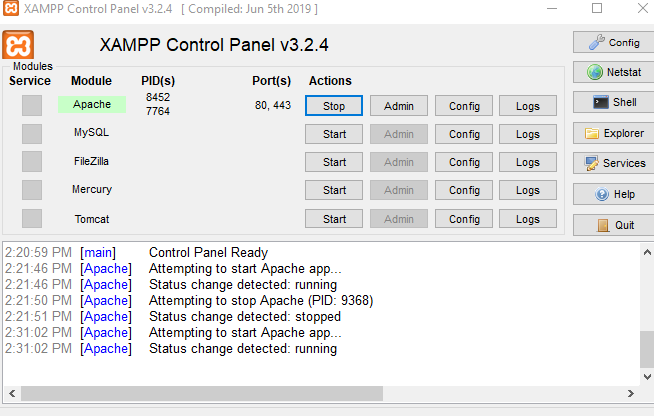 XAMPP Control Panel v3.2.4 [ Compiled: Jun 5th 2019 ]
XAMPP Control Panel v3.2.4
Config
Modules
Service Module PID(s) Port(s) Actions
Netstat
Apache 8452 7764 80, 443 Stop Admin Config Logs
Shell
MySQL Start Admin Config Logs
Explorer
FileZilla Start Admin Config Logs
Services
Mercury Start Admin Config Logs
Help
Tomcat Start Admin Config Logs
Quit
2:20:59 PM [main] Control Panel Ready
2:21:46 PM [Apache] Attempting to start Apache app...
2:21:46 PM [Apache] Status change detected: running
2:21:50 PM [Apache] Attempting to stop Apache (PID: 9368)
2:21:51 PM [Apache] Status change detected: stopped
2:31:02 PM [Apache] Attempting to start Apache app...
2:31:02 PM [Apache] Status change detected: running